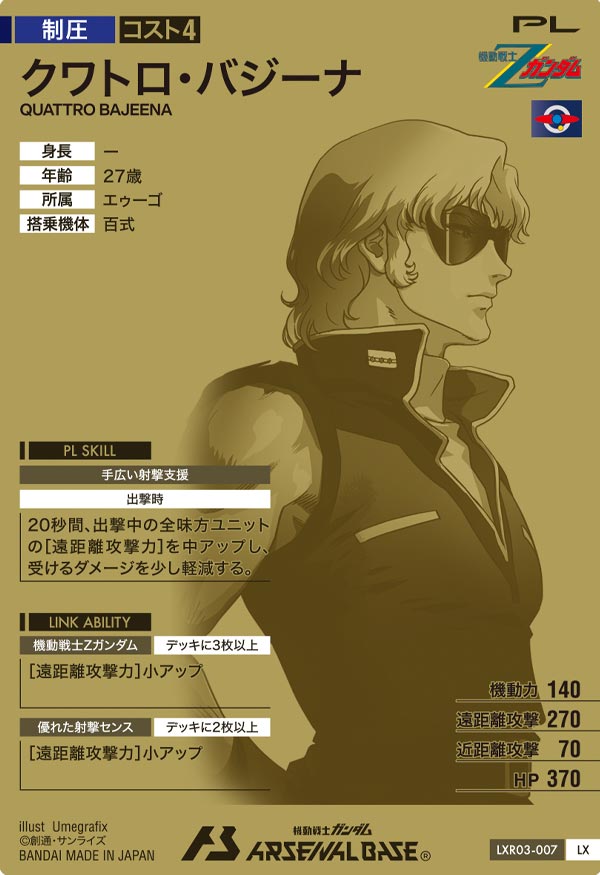 制圧 コスト4
PL
クワトロ・バジーナ
QUATTRO BAJEENA
機動戦士
Zガンダム
身長 ー
年齢 27歳
所属 エゥーゴ
搭乗機体 百式
PL SKILL
手広い射撃支援
出撃時
20秒間、出撃中の全味方ユニット
の[遠距離攻撃力]を中アップし、
受けるダメージを少し軽減する。
LINK ABILITY
機動戦士Zガンダム デッキに3枚以上
[遠距離攻撃力]小アップ
優れた射撃センス デッキに2枚以上
[遠距離攻撃力]小アップ
機動力 140
遠距離攻撃 270
近距離攻撃 70
HP 370
illust Umegrafix
©創通・サンライズ
BANDAI MADE IN JAPAN
機動戦士ガンダム
ARSENAL BASE®
LXR03-007 LX